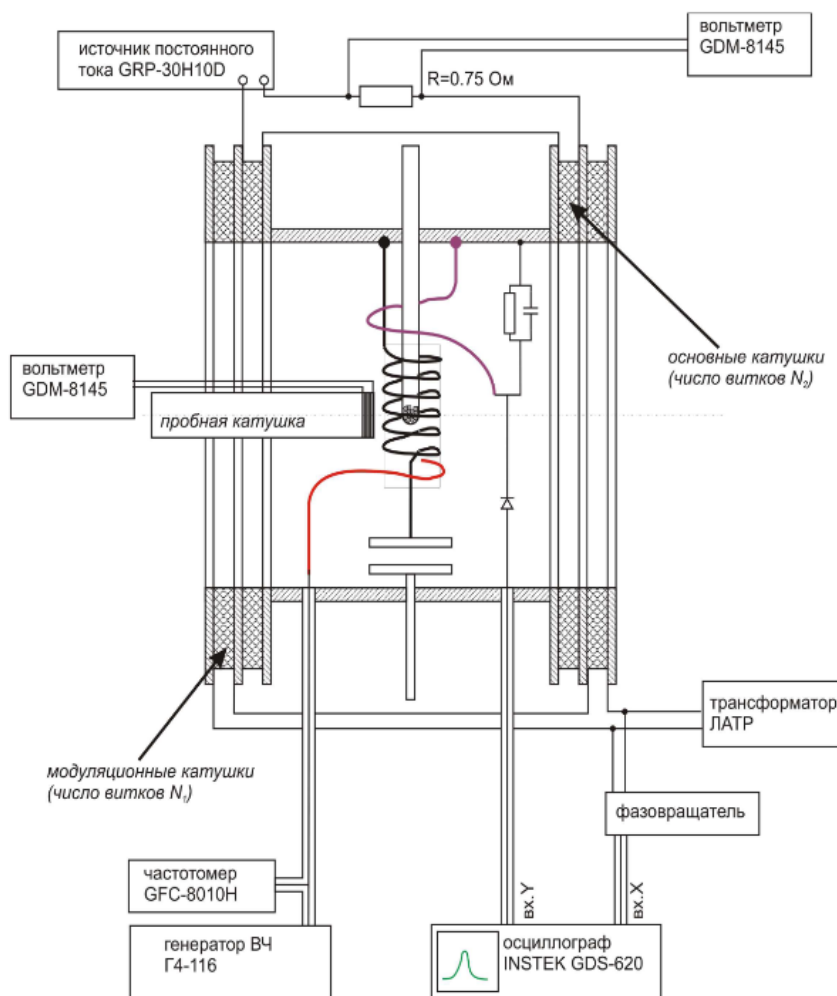 источник постоянного
тока GRP-30H10D
вольтметр
GDM-8145
R=0.75 Ом
основные катушки
(число витков N₂)
вольтметр
GDM-8145
пробная катушка
трансформатор
ЛАТР
модуляционные катушки
(число витков N₁)
фазовращатель
частотомер
GFC-8010H
вх.Y
вх.X
генератор ВЧ
Г4-116
осциллограф
INSTEK GDS-620